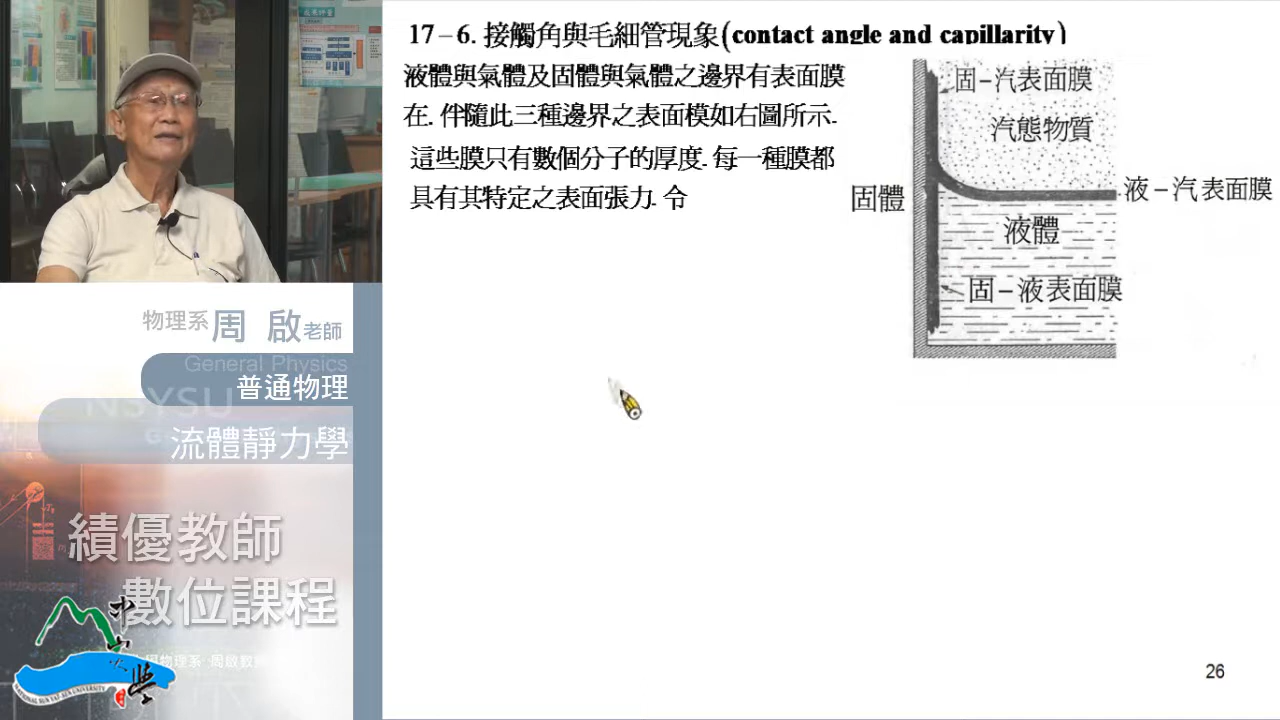 17-6. 接觸角與毛細管現象(contact angle and capillarity)
液體與氣體及固體與氣體之邊界有表面膜
在. 伴隨此三種邊界之表面模如右圖所示.
這些膜只有數個分子的厚度. 每一種膜都
具有其特定之表面張力. 令
固-汽表面膜
汽態物質
固體
液-汽表面膜
液體
固-液表面膜
物理系周 啟老師
General Physics
普通物理
NSYSU
流體靜力學
績優教師
數位課程
NATIONAL SUN YAT-SEN UNIVERSITY
26